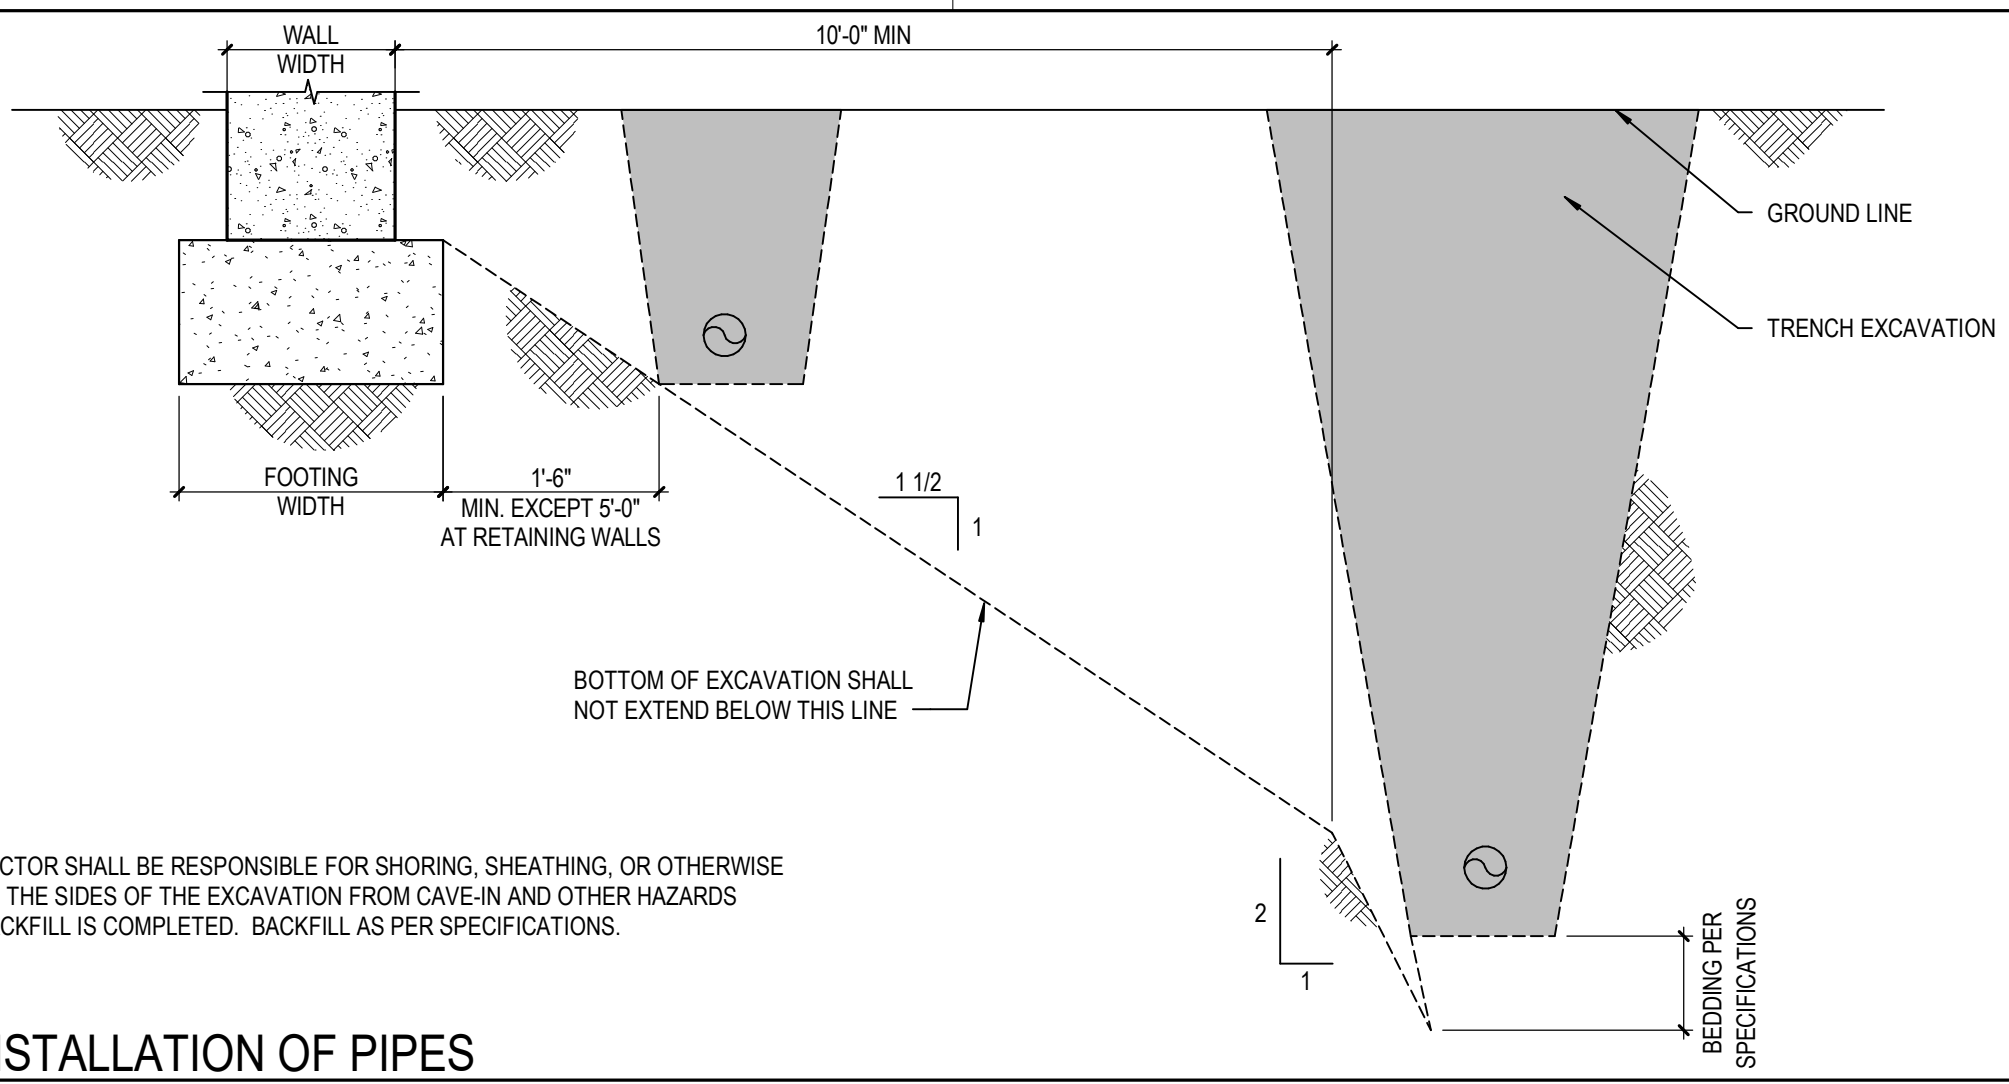 WALL
WIDTH
10'-0" MIN
GROUND LINE
TRENCH EXCAVATION
FOOTING
WIDTH
1'-6"
MIN. EXCEPT 5'-0"
AT RETAINING WALLS
1 1/2
1
BOTTOM OF EXCAVATION SHALL
NOT EXTEND BELOW THIS LINE
CTOR SHALL BE RESPONSIBLE FOR SHORING, SHEATHING, OR OTHERWISE
THE SIDES OF THE EXCAVATION FROM CAVE-IN AND OTHER HAZARDS
CKFILL IS COMPLETED. BACKFILL AS PER SPECIFICATIONS.
2
1
BEDDING PER
SPECIFICATIONS
STALLATION OF PIPES